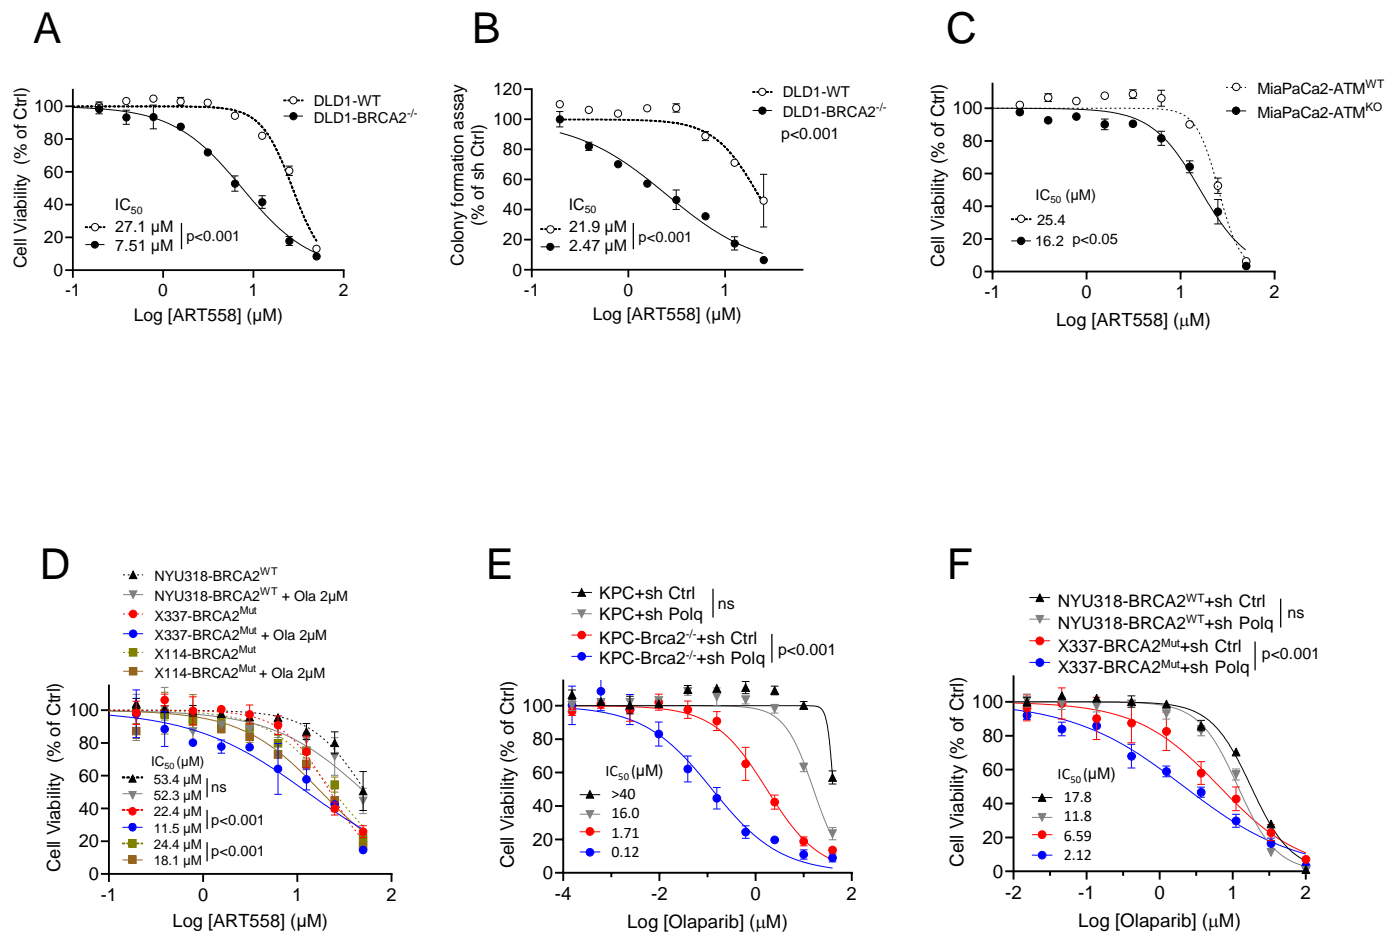 A
Cell Viability (% of Ctrl)
100
80
60
40
20
0
-1
0
1
2
Log [ART558] (µM)
DLD1-WT
DLD1-BRCA2-/-
IC50
27.1 µM
7.51 µM
p<0.001
B
Colony formation assay
(% of sh Ctrl)
120
100
80
60
40
20
0
-1
0
1
Log [ART558] (µM)
DLD1-WT
DLD1-BRCA2-/-
p<0.001
IC50
21.9 µM
2.47 µM
p<0.001
C
Cell Viability (% of Ctrl)
100
80
60
40
20
0
-1
0
1
2
Log [ART558] (µM)
MiaPaCa2-ATMWT
MiaPaCa2-ATMKO
IC50 (µM)
25.4
16.2 p<0.05
D
NYU318-BRCA2WT
NYU318-BRCA2WT + Ola 2µM
X337-BRCA2Mut
X337-BRCA2Mut + Ola 2µM
X114-BRCA2Mut
X114-BRCA2Mut + Ola 2µM
Cell Viability (% of Ctrl)
100
80
60
40
20
0
-1
0
1
2
Log [ART558] (µM)
IC50 (µM)
53.4 µM
52.3 µM
ns
22.4 µM
11.5 µM
p<0.001
24.4 µM
18.1 µM
p<0.001
E
KPC+sh Ctrl
KPC+sh Polq
ns
KPC-Brca2-/-+sh Ctrl
KPC-Brca2-/-+sh Polq
p<0.001
Cell Viability (% of Ctrl)
100
80
60
40
20
0
-4
-2
0
2
Log [Olaparib] (µM)
IC50 (µM)
>40
16.0
1.71
0.12
F
NYU318-BRCA2WT+sh Ctrl
NYU318-BRCA2WT+sh Polq
ns
X337-BRCA2Mut+sh Ctrl
X337-BRCA2Mut+sh Polq
p<0.001
Cell Viability (% of Ctrl)
100
80
60
40
20
0
-2
-1
0
1
2
Log [Olaparib] (µM)
IC50 (µM)
17.8
11.8
6.59
2.12